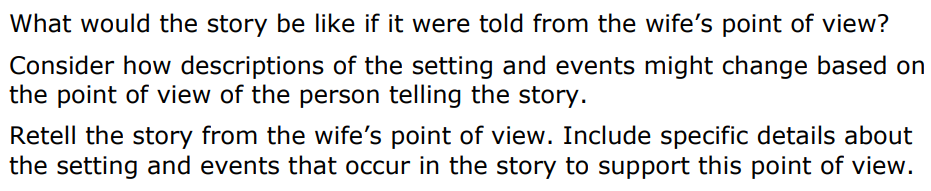 What would the story be like if it were told from the wife’s point of view?
Consider how descriptions of the setting and events might change based on
the point of view of the person telling the story.
Retell the story from the wife’s point of view. Include specific details about
the setting and events that occur in the story to support this point of view.